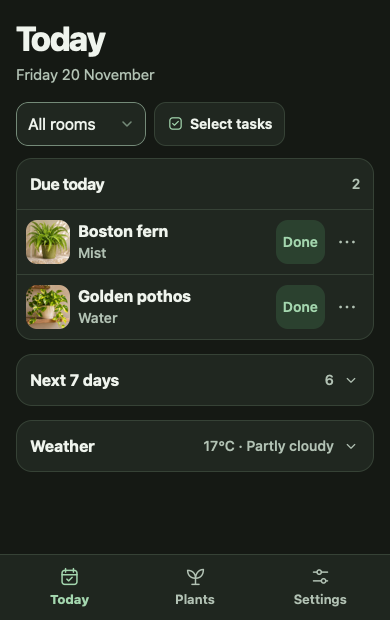 Today
Friday 20 November
All rooms
Select tasks
Due today 2
Boston fern
Mist
Done
Golden pothos
Water
Done
Next 7 days 6
Weather 17°C · Partly cloudy
Today Plants Settings